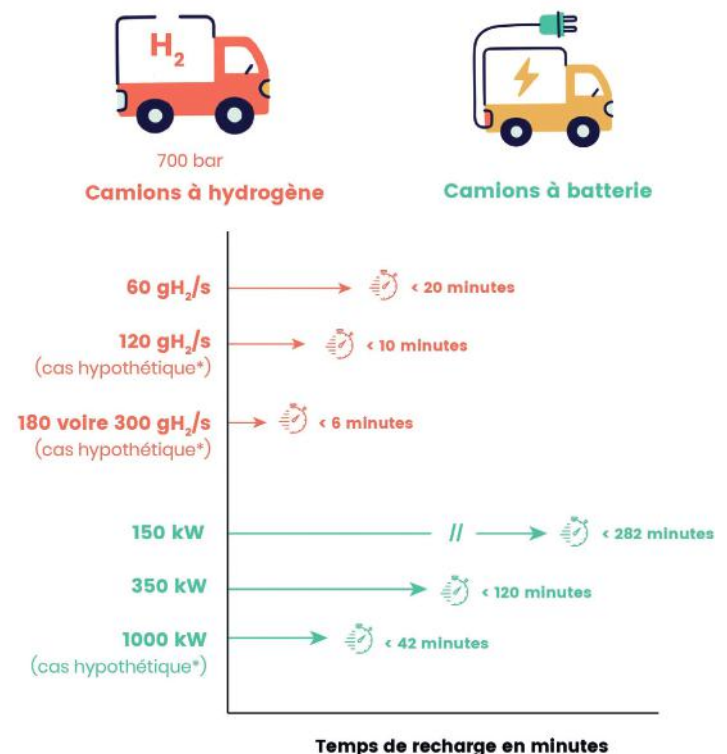 H₂
700 bar
Camions à hydrogène
Camions à batterie
60 gH₂/s
< 20 minutes
120 gH₂/s
(cas hypothétique*)
< 10 minutes
180 voire 300 gH₂/s
(cas hypothétique*)
< 6 minutes
150 kW
//
< 282 minutes
350 kW
< 120 minutes
1000 kW
(cas hypothétique*)
< 42 minutes
Temps de recharge en minutes